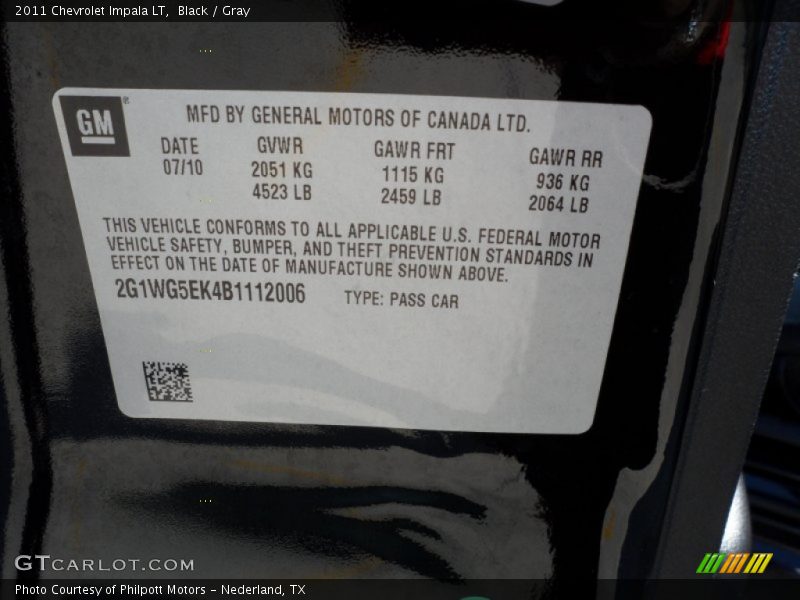 2011 Chevrolet Impala LT, Black / Gray
GM
MFD BY GENERAL MOTORS OF CANADA LTD.
DATE GVWR GAWR FRT GAWR RR
07/10 2051 KG 1115 KG 936 KG
4523 LB 2459 LB 2064 LB
THIS VEHICLE CONFORMS TO ALL APPLICABLE U.S. FEDERAL MOTOR
VEHICLE SAFETY, BUMPER, AND THEFT PREVENTION STANDARDS IN
EFFECT ON THE DATE OF MANUFACTURE SHOWN ABOVE.
2G1WG5EK4B1112006 TYPE: PASS CAR
GTCARLOT.COM
Photo Courtesy of Philpott Motors - Nederland, TX